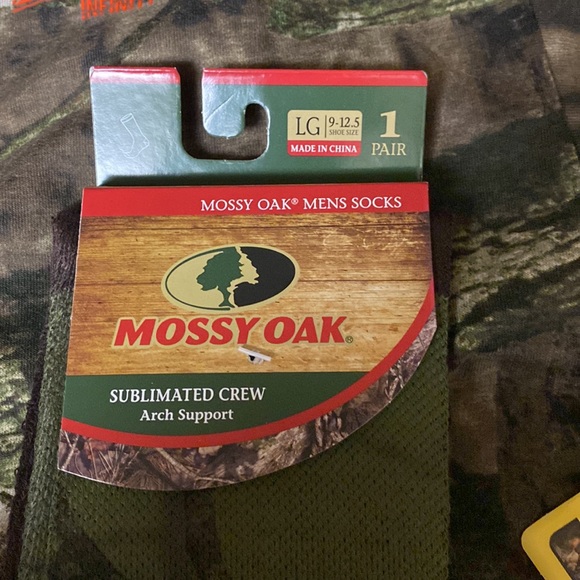 LG 9-12.5
SHOE SIZE
MADE IN CHINA
1
PAIR
MOSSY OAK® MENS SOCKS
MOSSY OAK®
SUBLIMATED CREW
Arch Support